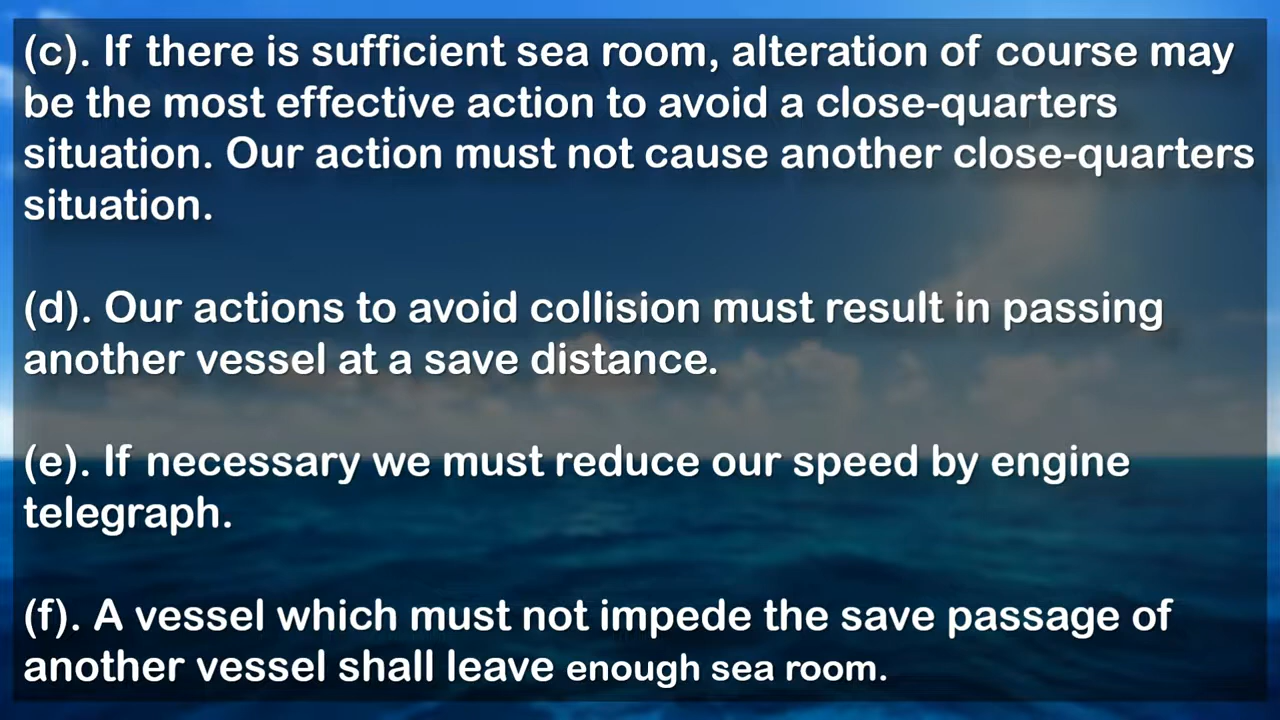 (c). If there is sufficient sea room, alteration of course may
be the most effective action to avoid a close-quarters
situation. Our action must not cause another close-quarters
situation.
(d). Our actions to avoid collision must result in passing
another vessel at a save distance.
(e). If necessary we must reduce our speed by engine
telegraph.
(f). A vessel which must not impede the save passage of
another vessel shall leave enough sea room.